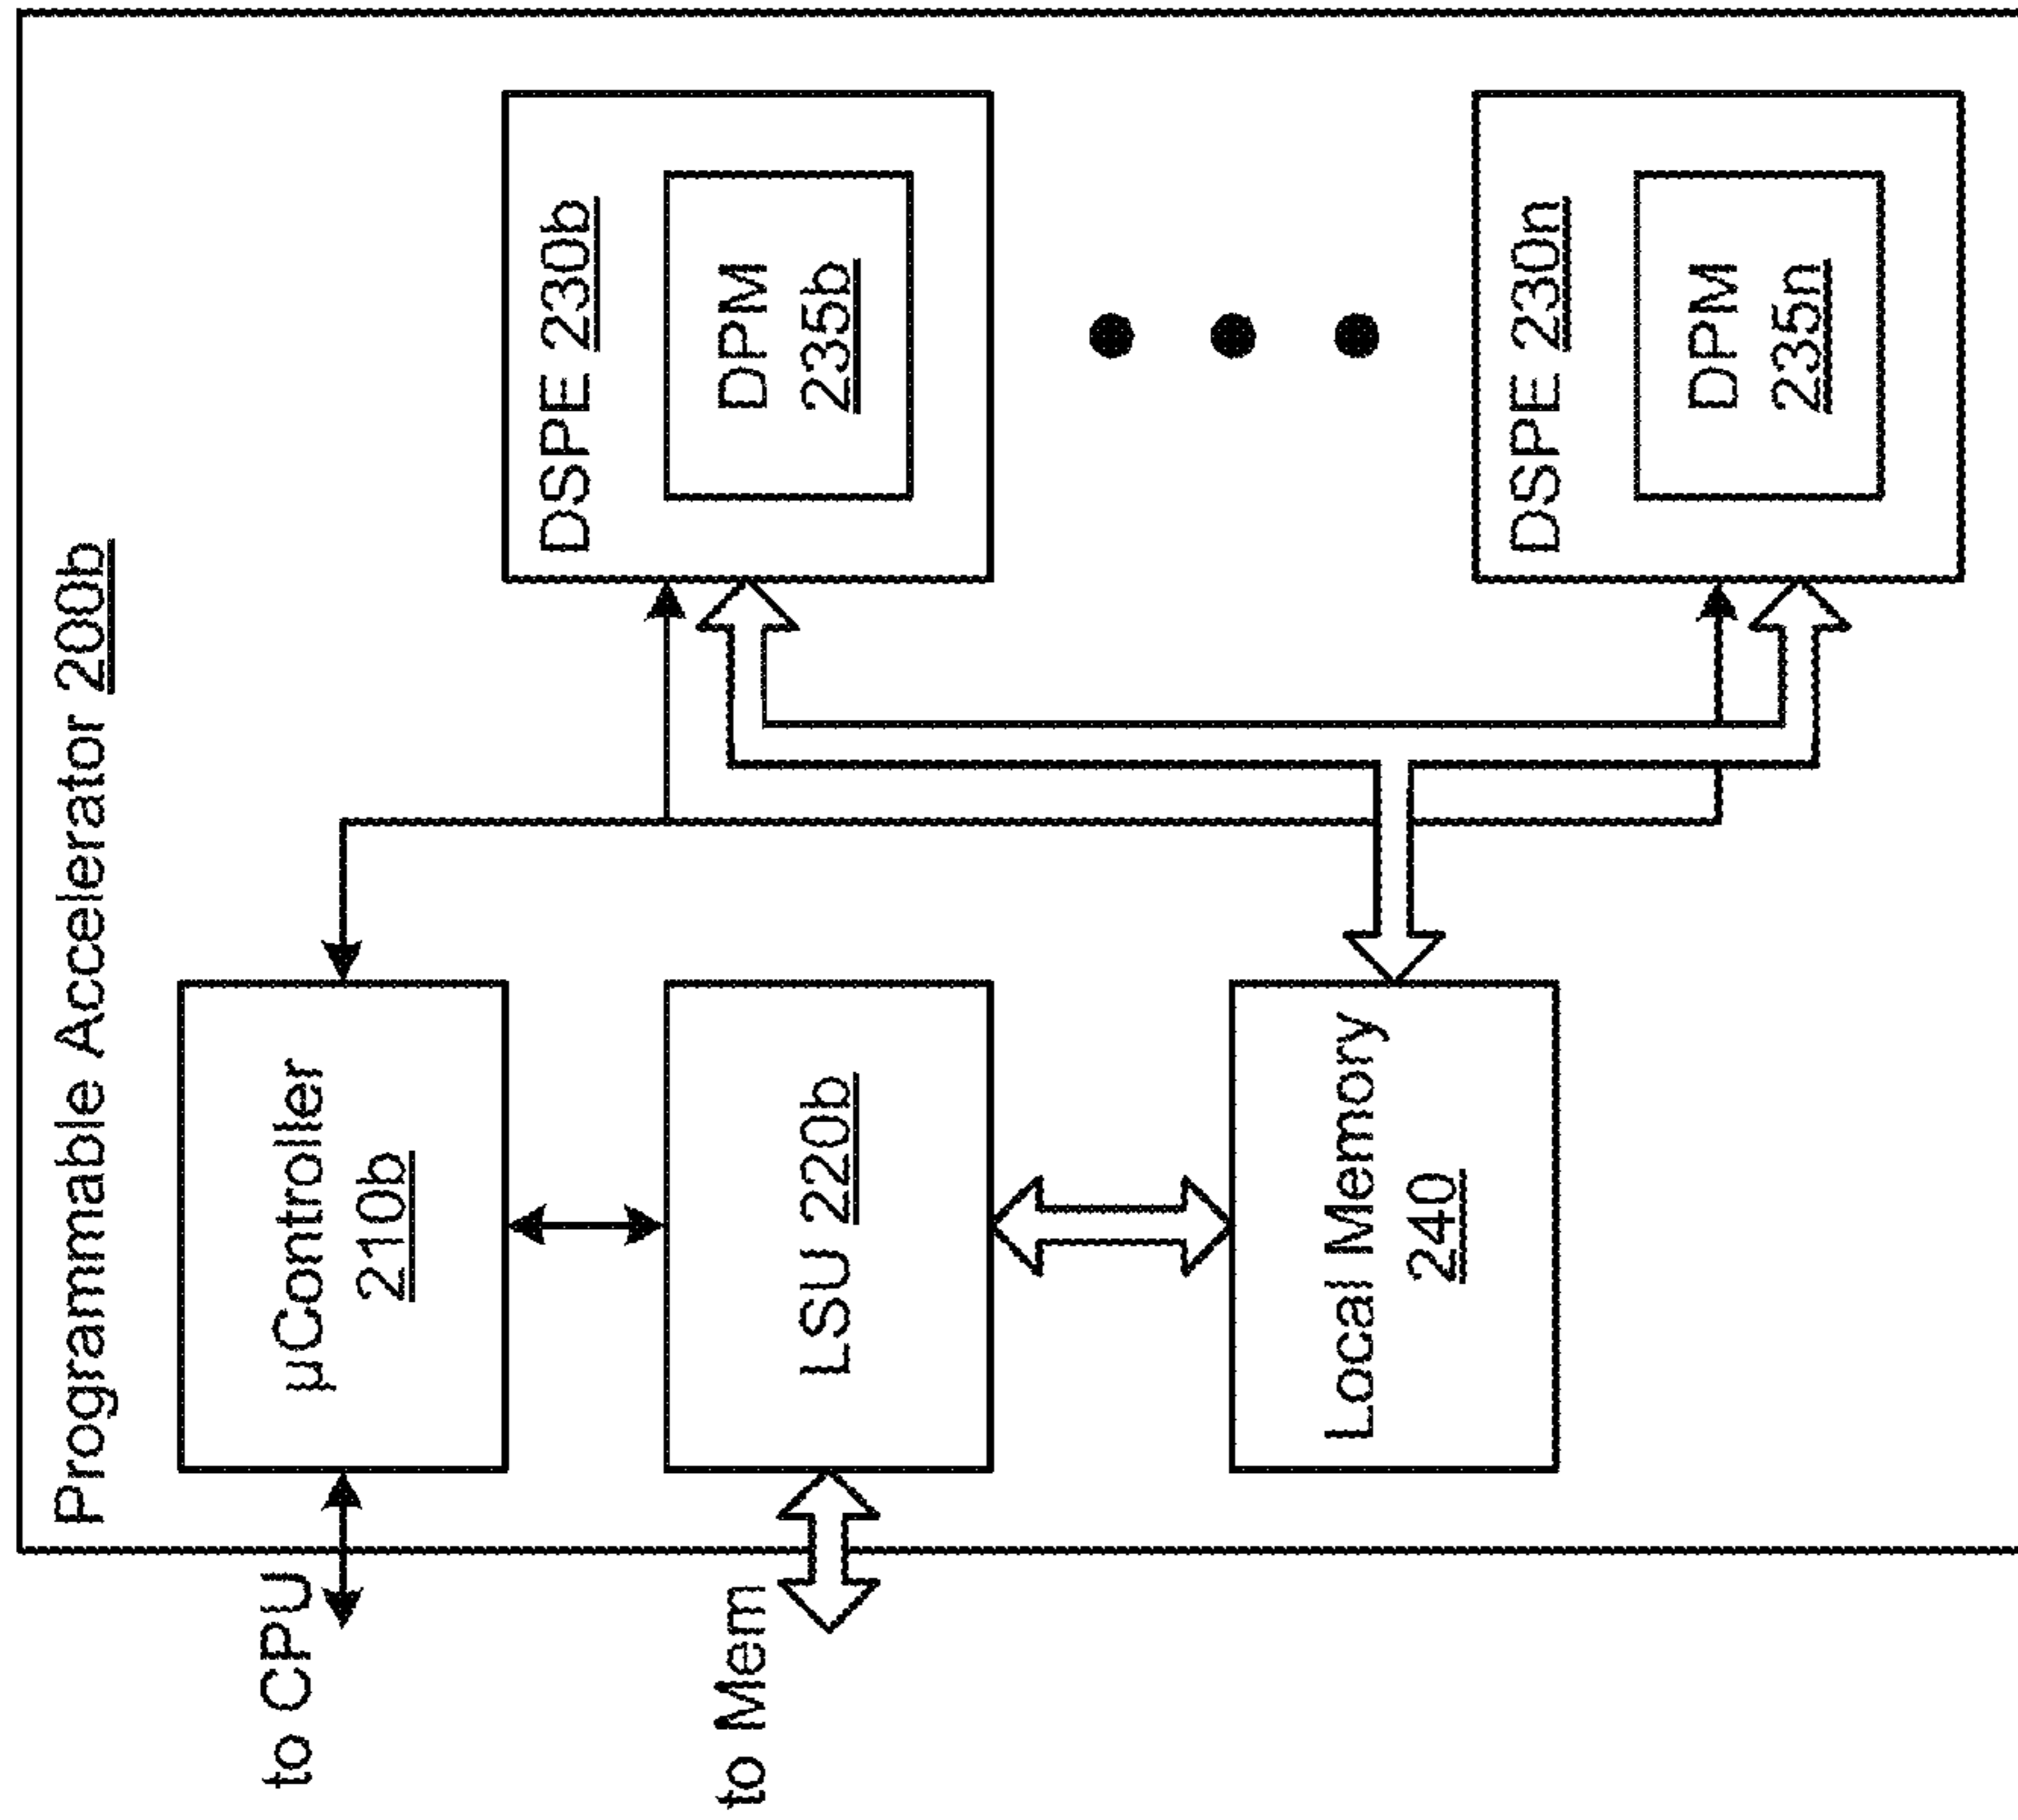 Programmable Accelerator 200b
to CPU
µController
210b
to Mem
LSU 220b
Local Memory
240
DSPE 230b
DPM
235b
DSPE 230n
DPM
235n